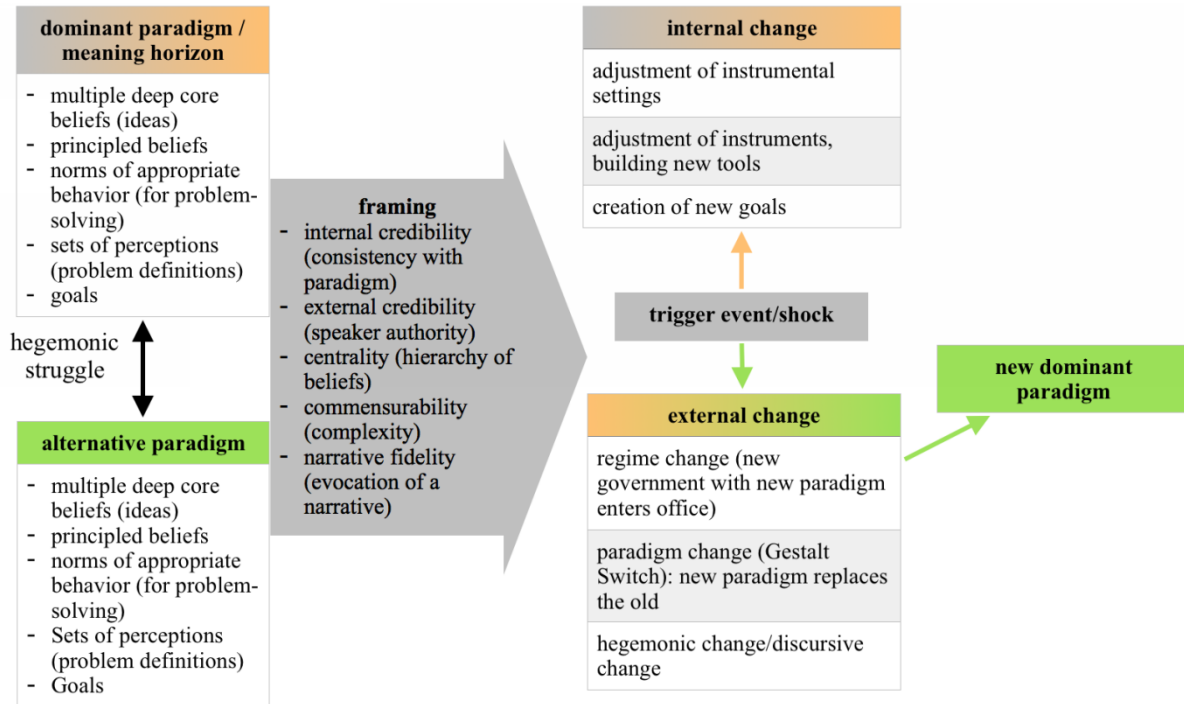 dominant paradigm /
meaning horizon
- multiple deep core
beliefs (ideas)
- principled beliefs
- norms of appropriate
behavior (for problem-
solving)
- sets of perceptions
(problem definitions)
- goals
hegemonic
struggle
alternative paradigm
- multiple deep core
beliefs (ideas)
- principled beliefs
- norms of appropriate
behavior (for problem-
solving)
- Sets of perceptions
(problem definitions)
- Goals
framing
- internal credibility
(consistency with
paradigm)
- external credibility
(speaker authority)
- centrality (hierarchy of
beliefs)
- commensurability
(complexity)
- narrative fidelity
(evocation of a
narrative)
internal change
adjustment of instrumental
settings
adjustment of instruments,
building new tools
creation of new goals
trigger event/shock
external change
regime change (new
government with new paradigm
enters office)
paradigm change (Gestalt
Switch): new paradigm replaces
the old
hegemonic change/discursive
change
new dominant
paradigm